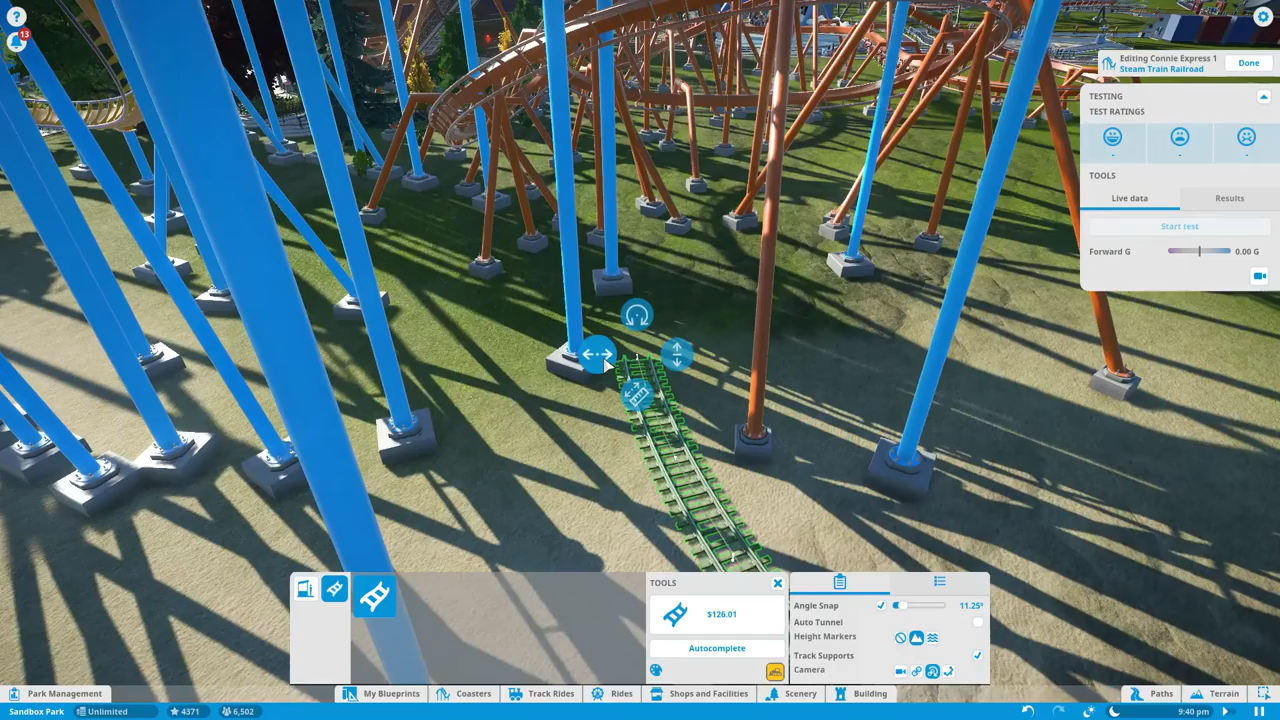 ?
13
Editing Connie Express 1
Steam Train Railroad
Done
TESTING
TEST RATINGS
- - -
TOOLS
Live data
Results
Start test
Forward G
0.00 G
TOOLS
$126.01
Autocomplete
Angle Snap
11.25°
Auto Tunnel
Height Markers
Track Supports
Camera
Park Management
My Blueprints
Coasters
Track Rides
Rides
Shops and Facilities
Scenery
Building
Paths
Terrain
Sandbox Park
Unlimited
4371
6,502
9:40 pm